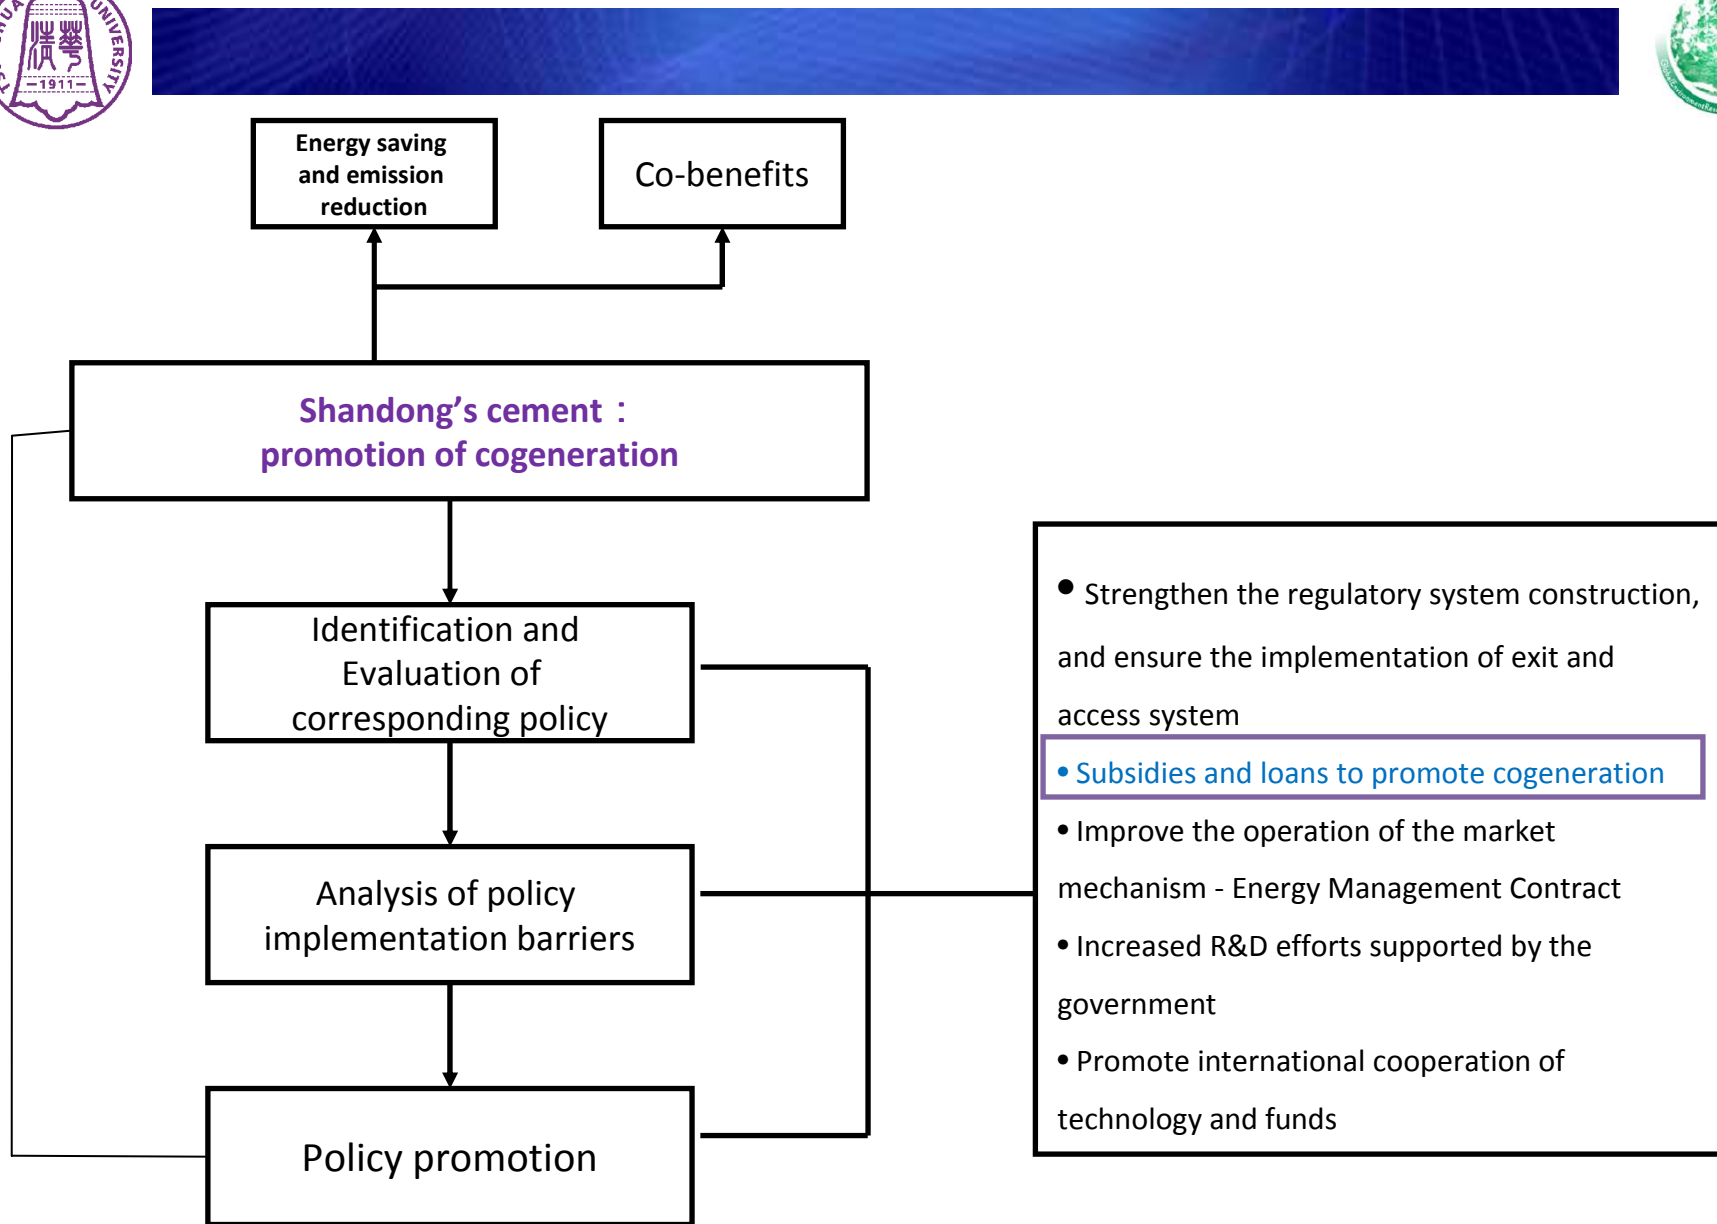 UNIVERSITY
—1911—
Energy saving
and emission
reduction
Co-benefits
Shandong’s cement：
promotion of cogeneration
Identification and
Evaluation of
corresponding policy
Analysis of policy
implementation barriers
Policy promotion
• Strengthen the regulatory system construction,
and ensure the implementation of exit and
access system
• Subsidies and loans to promote cogeneration
• Improve the operation of the market
mechanism - Energy Management Contract
• Increased R&D efforts supported by the
government
• Promote international cooperation of
technology and funds